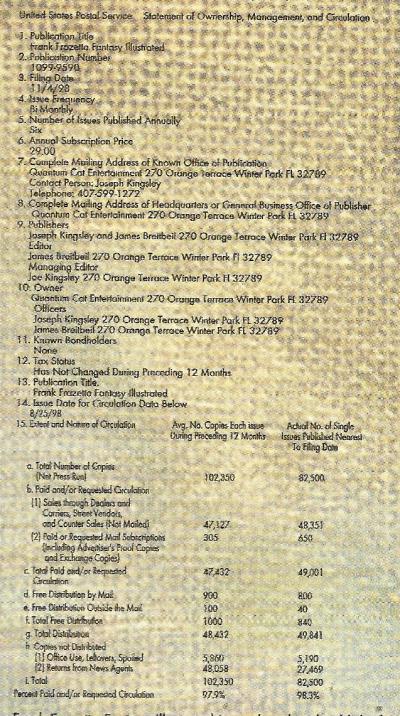 United States Postal Service Statement of Ownership, Management, and Circulation
1. Publication Title
Frank Frazetta Fantasy Illustrated
2. Publication Number
1099-9590
3. Filing Date
11/4/98
4. Issue Frequency
Bi Monthly
5. Number of Issues Published Annually
Six
6. Annual Subscription Price
29.00
7. Complete Mailing Address of Known Office of Publication
Quantum Cat Entertainment 270 Orange Terrace Winter Park FL 32789
Contact Person: Joseph Kingsley
Telephone: 407-599-1272
8. Complete Mailing Address of Headquarters or General Business Office of Publisher
Quantum Cat Entertainment 270 Orange Terrace Winter Park Fl 32789
9. Publishers
Joseph Kingsley and James Breitbeil 270 Orange Terrace Winter Park Fl 32789
Editor
James Breitbeil 270 Orange Terrace Winter Park Fl 32789
Managing Editor
Joe Kingsley 270 Orange Terrace Winter Park Fl 32789
10. Owner
Quantum Cat Entertainment 270 Orange Terrace Winter Park Fl 32789
Officers
Joseph Kingsley 270 Orange Terrace Winter Park Fl 32789
James Breitbeil 270 Orange Terrace Winter Park Fl 32789
11. Known Bondholders
None
12. Tax Status
Has Not Changed During Preceding 12 Months
13. Publication Title.
Frank Frazetta Fantasy Illustrated
14. Issue Date for Circulation Data Below
8/25/98
15. Extent and Nature of Circulation Avg. No. Copies Each issue Actual No. of Single
During Preceding 12 Months Issues Published Nearest
To Filing Date
a. Total Number of Copies
(Net Press Run) 102,350 82,500
b. Paid and/or Requested Circulation
(1) Sales through Dealers and
Carriers, Street Vendors,
and Counter Sales (Not Mailed) 47,127 48,351
(2) Paid or Requested Mail Subscriptions 305 650
(Including Advertiser's Proof Copies
and Exchange Copies)
c. Total Paid and/or Requested 47,432 49,001
Circulation
d. Free Distribution by Mail 900 800
e. Free Distribution Outside the Mail 100 40
f. Total Free Distribution 1000 840
g. Total Distribution 48,432 49,841
h. Copies not Distributed
(1) Office Use, Leftovers, Spoiled 5,860 5,190
(2) Returns from News Agents 48,058 27,469
i. Total 102,350 82,500
Percent Paid and/or Requested Circulation 97.9% 98.3%